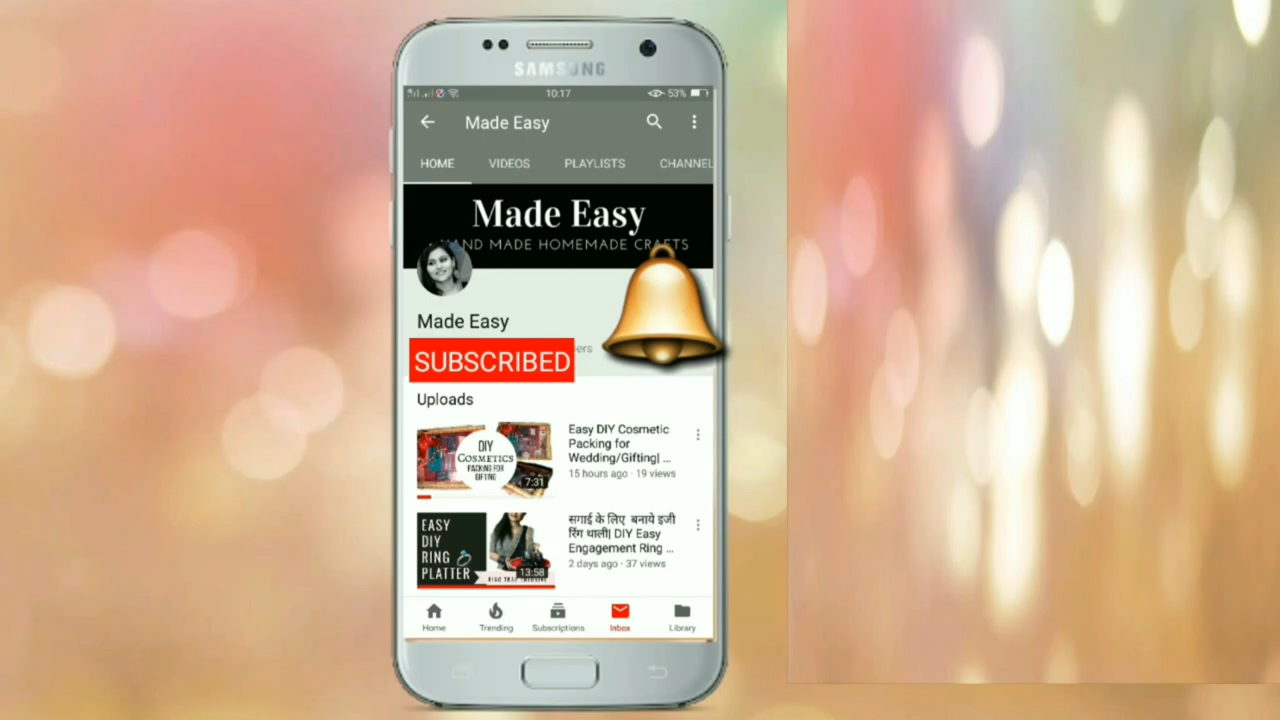 SAMSUNG
10:17
53%
Made Easy
HOME VIDEOS PLAYLISTS CHANNEL
Made Easy
HAND MADE HOMEMADE CRAFTS
Made Easy
SUBSCRIBED
ers
Uploads
DIY
COSMETICS
PACKING FOR
GIFTING
7:31
Easy DIY Cosmetic
Packing for
Wedding/Gifting| ...
15 hours ago · 19 views
EASY
DIY
RING
PLATTER
13:58
सगाई के लिए बनाये इजी
रिंग थाली| DIY Easy
Engagement Ring ...
2 days ago · 37 views
Home Trending Subscriptions Inbox Library